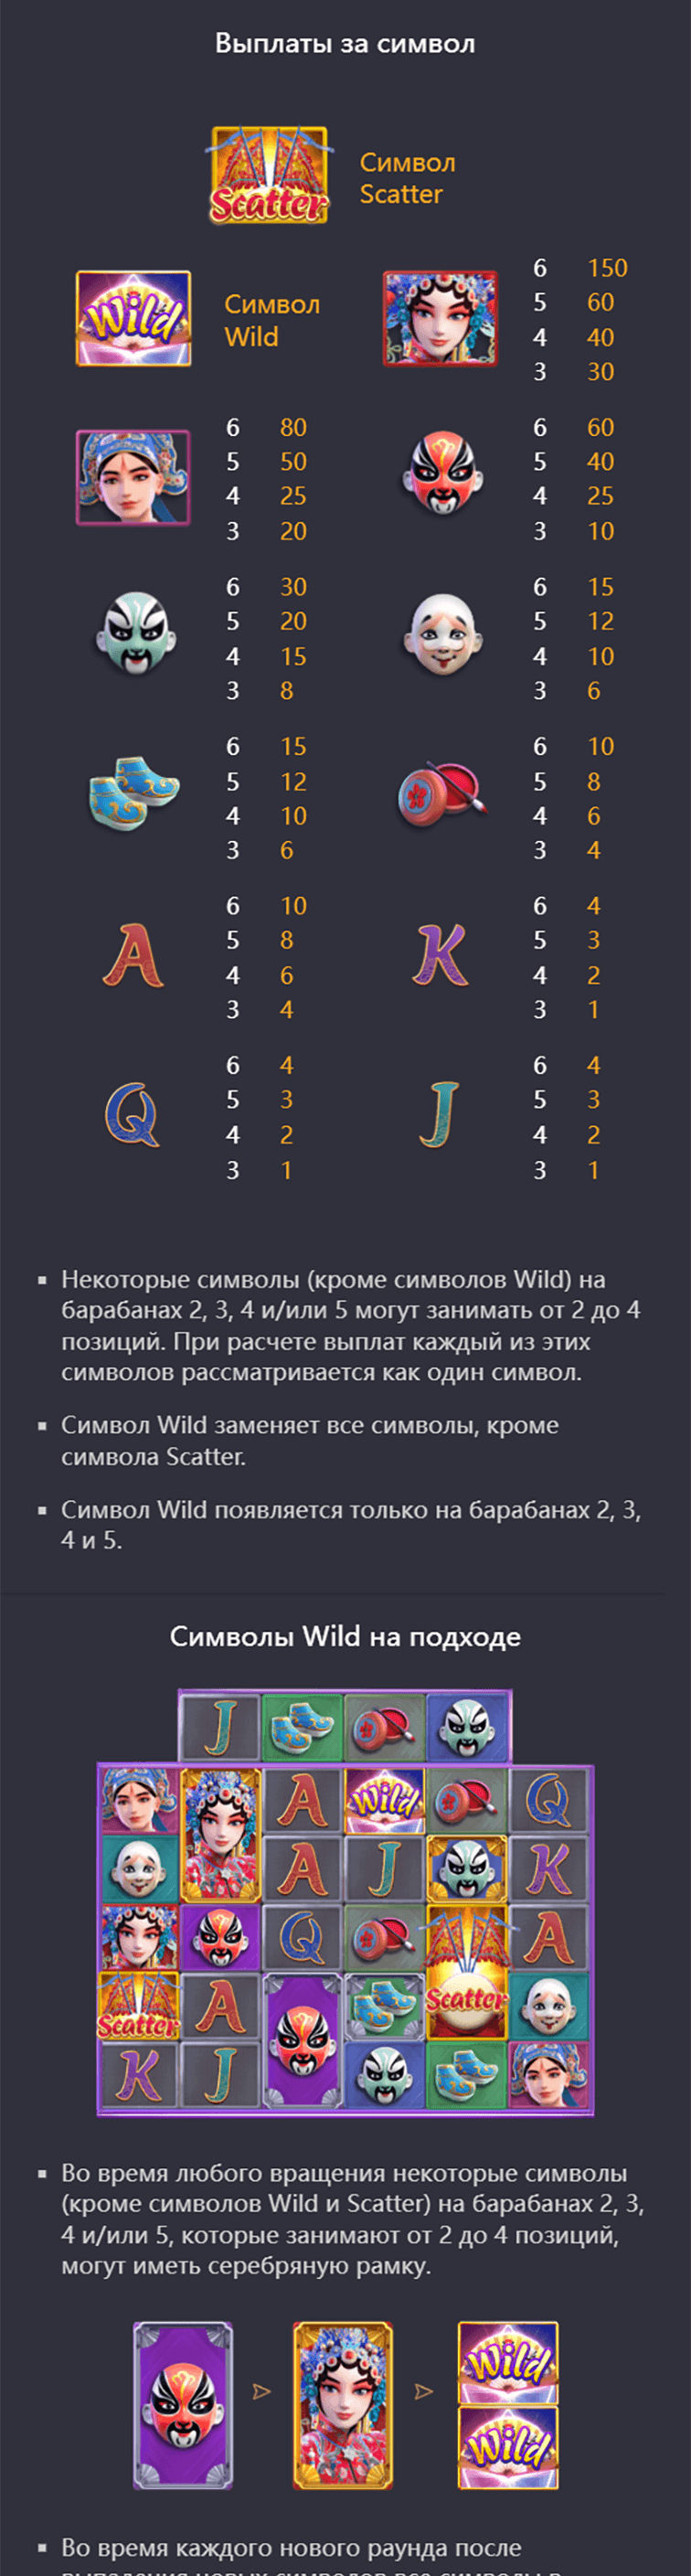 Выплаты за символ
Scatter
Символ
Scatter
Wild
Символ
Wild
6 150
5 60
4 40
3 30
6 80
5 50
4 25
3 20
6 60
5 40
4 25
3 10
6 30
5 20
4 15
3 8
6 15
5 12
4 10
3 6
6 15
5 12
4 10
3 6
6 10
5 8
4 6
3 4
A
6 10
5 8
4 6
3 4
K
6 4
5 3
4 2
3 1
Q
6 4
5 3
4 2
3 1
J
6 4
5 3
4 2
3 1
Некоторые символы (кроме символов Wild) на
барабанах 2, 3, 4 и/или 5 могут занимать от 2 до 4
позиций. При расчете выплат каждый из этих
символов рассматривается как один символ.
Символ Wild заменяет все символы, кроме
символа Scatter.
Символ Wild появляется только на барабанах 2, 3,
4 и 5.
Символы Wild на подходе
J
A Wild Q
A J K
Q A
Scatter A Scatter
K J
Во время любого вращения некоторые символы
(кроме символов Wild и Scatter) на барабанах 2, 3,
4 и/или 5, которые занимают от 2 до 4 позиций,
могут иметь серебряную рамку.
Wild
Wild
Во время каждого нового раунда после